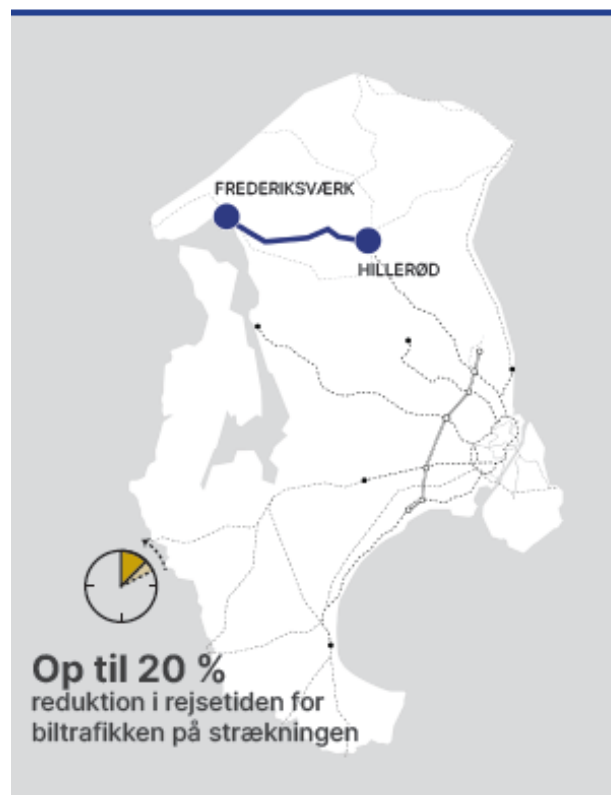 FREDERIKSVÆRK
HILLERØD
Op til 20 %
reduktion i rejsetiden for
biltrafikken på strækningen